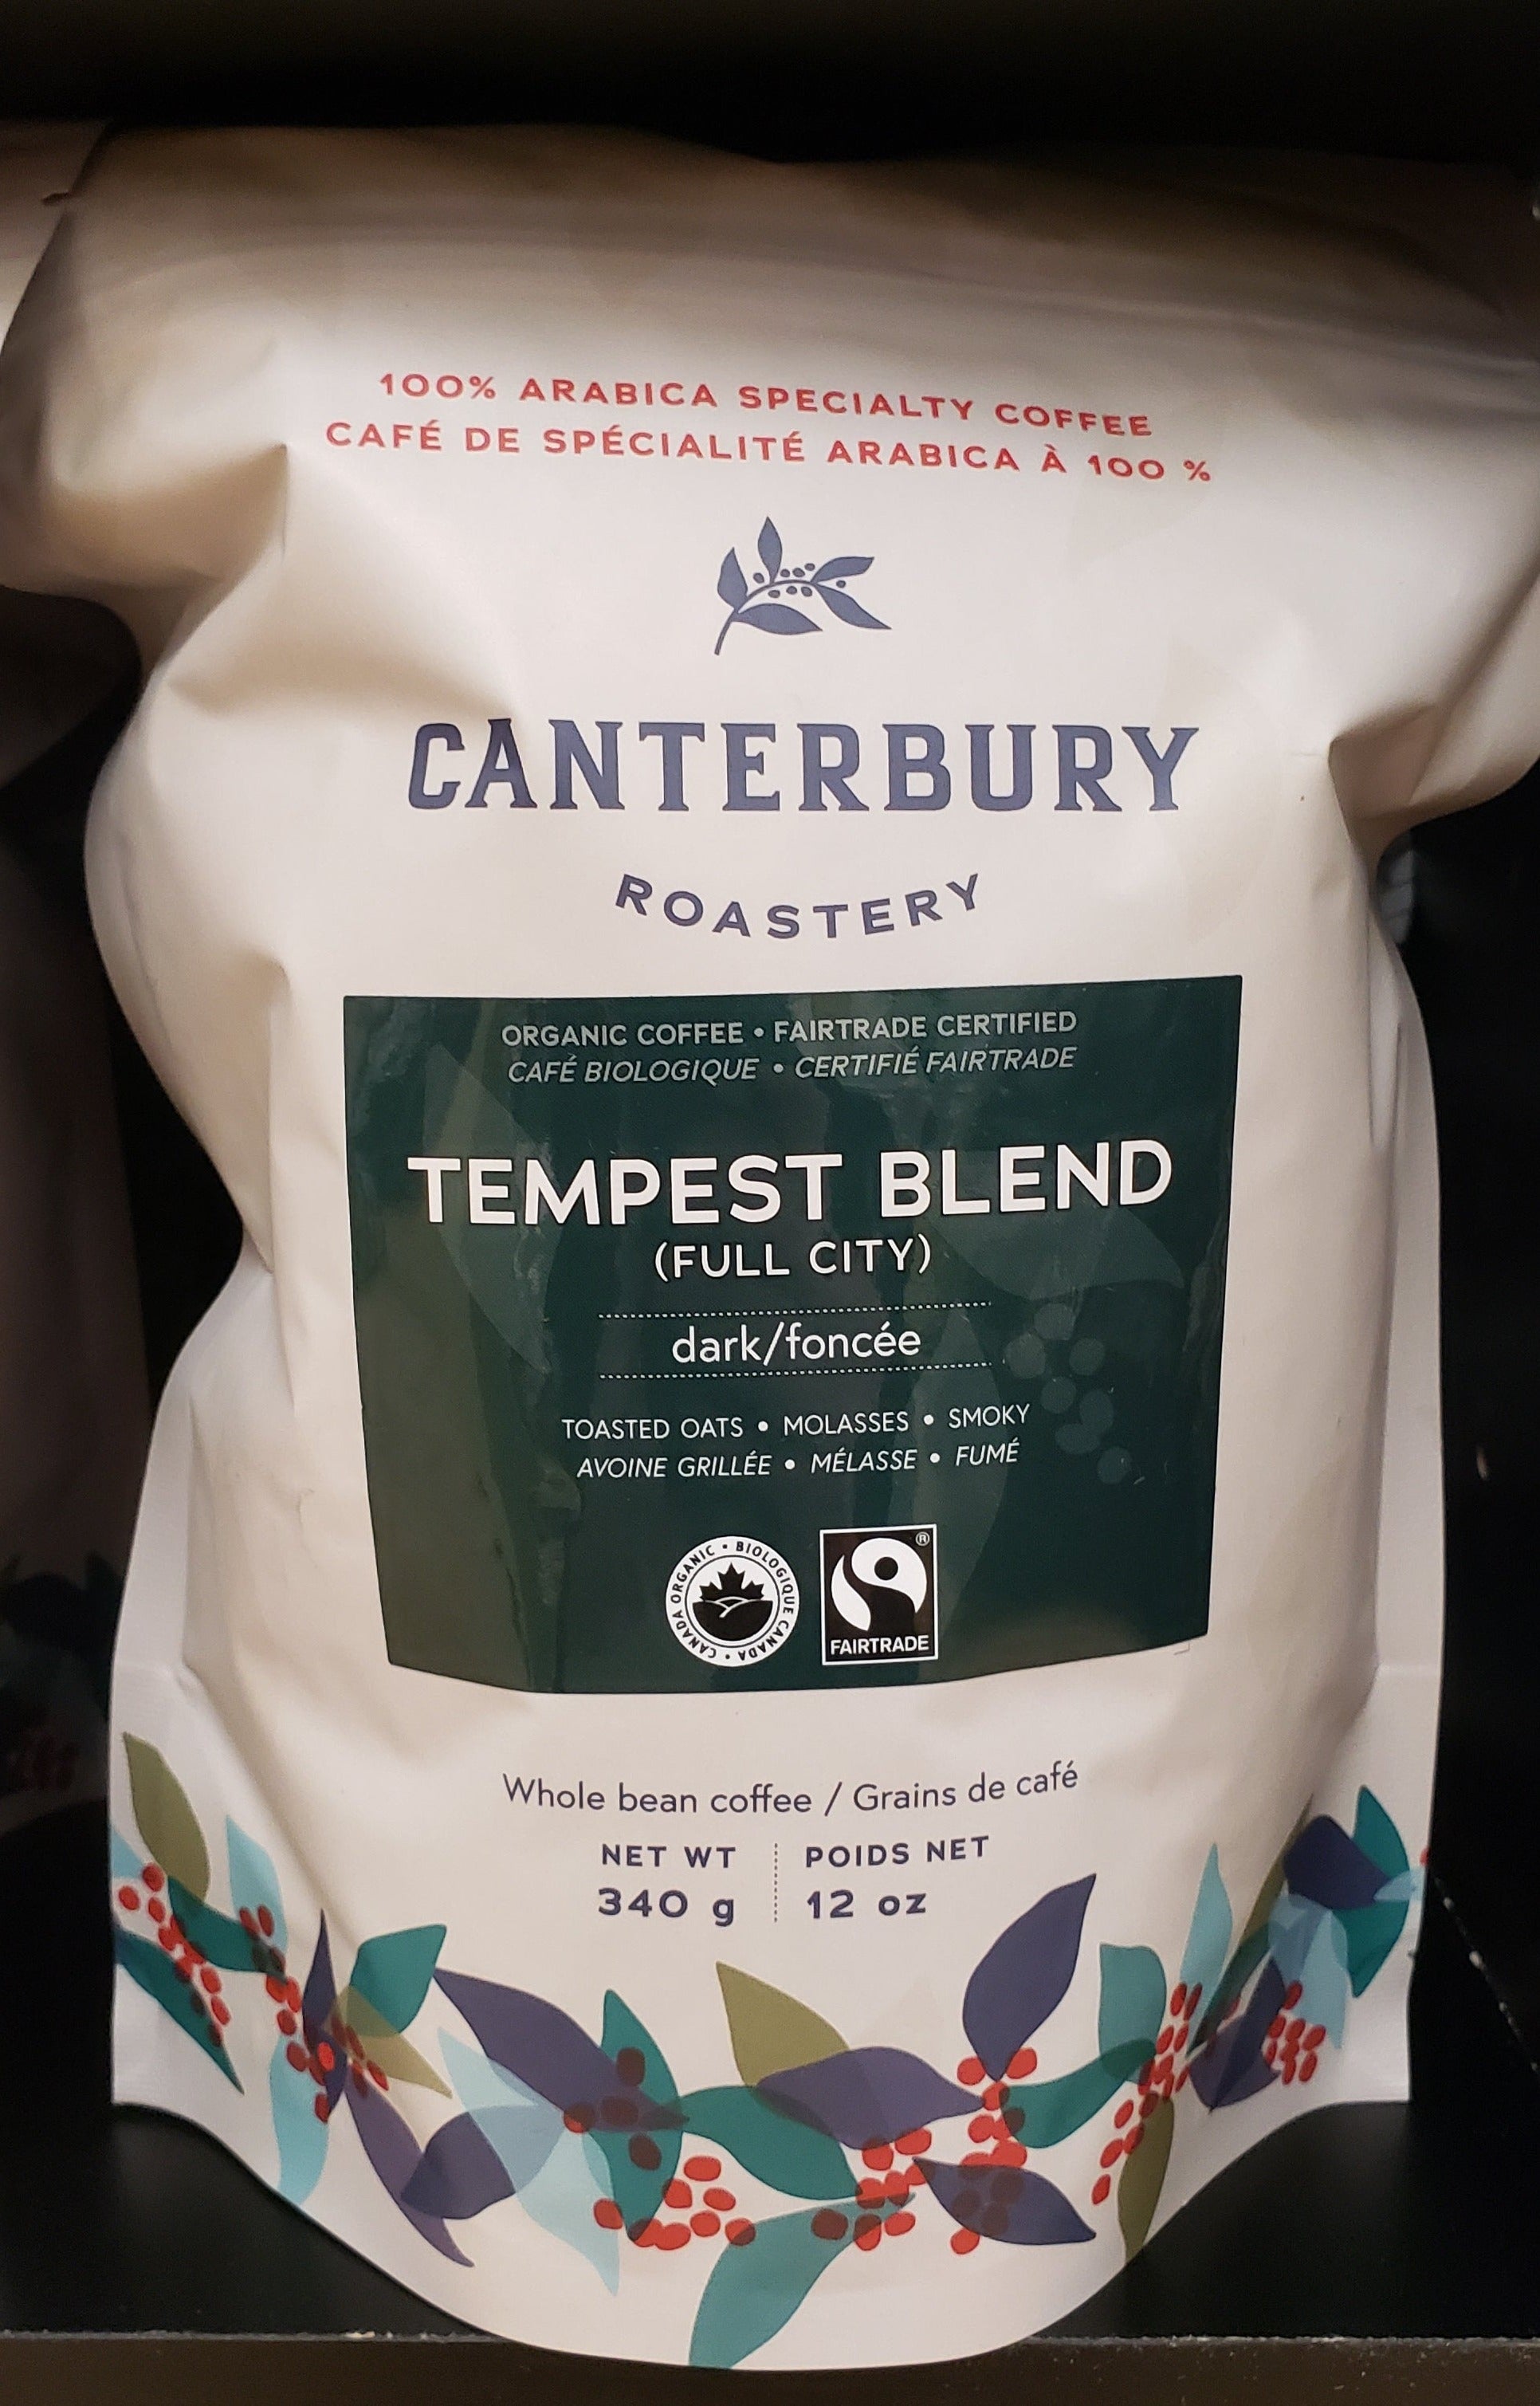 100% ARABICA SPECIALTY COFFEE
CAFÉ DE SPÉCIALITÉ ARABICA À 100 %
CANTERBURY
ROASTERY
ORGANIC COFFEE • FAIRTRADE CERTIFIED
CAFÉ BIOLOGIQUE • CERTIFIÉ FAIRTRADE
TEMPEST BLEND
(FULL CITY)
dark/foncée
TOASTED OATS • MOLASSES • SMOKY
AVOINE GRILLÉE • MÉLASSE • FUMÉ
CANADA ORGANIC • BIOLOGIQUE CANADA •
®
FAIRTRADE
Whole bean coffee / Grains de café
NET WT POIDS NET
340 g 12 oz